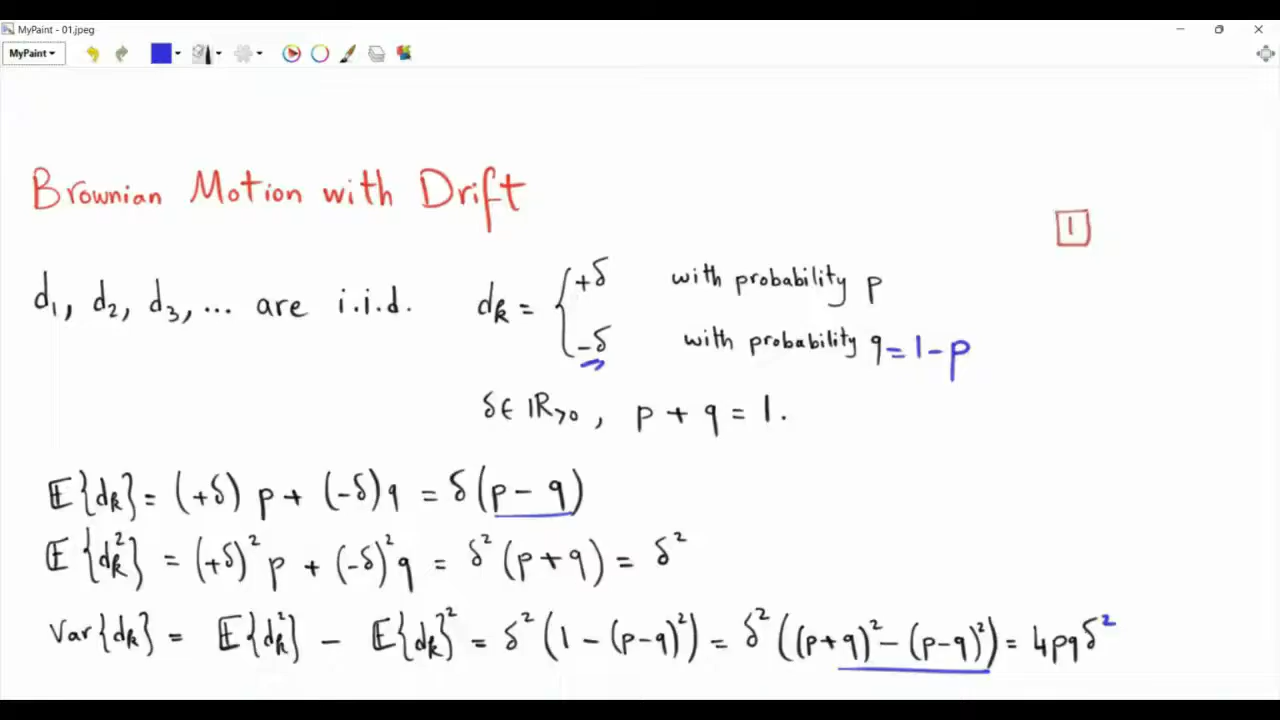 MyPaint - 01.jpeg
MyPaint
Brownian Motion with Drift
1
d₁, d₂, d₃, ... are i.i.d. dₖ = { +δ with probability p
-δ with probability q = 1 - p
δ ∈ ℝ>0 , p + q = 1.
𝔼{dₖ} = (+δ) p + (-δ) q = δ (p - q)
𝔼{dₖ²} = (+δ)² p + (-δ)² q = δ² (p + q) = δ²
Var{dₖ} = 𝔼{dₖ²} - 𝔼{dₖ}² = δ² (1 - (p-q)²) = δ² ((p+q)² - (p-q)²) = 4pqδ²